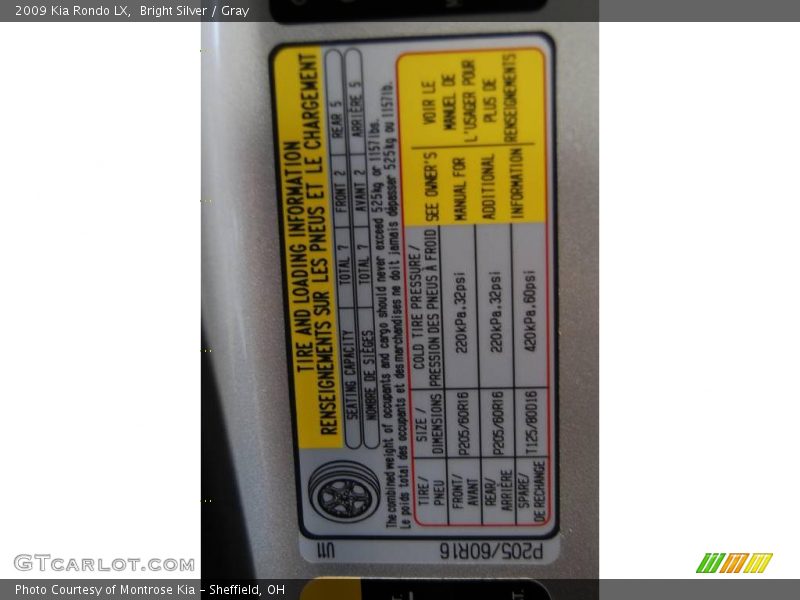 2009 Kia Rondo LX,  Bright Silver / Gray
TIRE AND LOADING INFORMATION
RENSEIGNEMENTS SUR LES PNEUS ET LE CHARGEMENT
SEATING CAPACITY TOTAL 7 FRONT 2 REAR 5
NOMBRE DE SIÈGES TOTAL 7 AVANT 2 ARRIÈRE 5
The combined weight of occupants and cargo should never exceed 525kg or 1157lbs.
Le poids total des occupants et des marchandises ne doit jamais dépasser 525kg ou 1157lb.
TIRE/
PNEU
SIZE /
DIMENSIONS
COLD TIRE PRESSURE/
PRESSION DES PNEUS À FROID
FRONT/
AVANT
P205/60R16
220kPa,32psi
REAR/
ARRIÈRE
P205/60R16
220kPa,32psi
SPARE/
DE RECHANGE
T125/80D16
420kPa,60psi
SEE OWNER'S
MANUAL FOR
ADDITIONAL
INFORMATION
VOIR LE
MANUEL DE
L'USAGER POUR
PLUS DE
RENSEIGNEMENTS
P205/60R16
GTCarLot.com
Photo Courtesy of Montrose Kia - Sheffield, OH